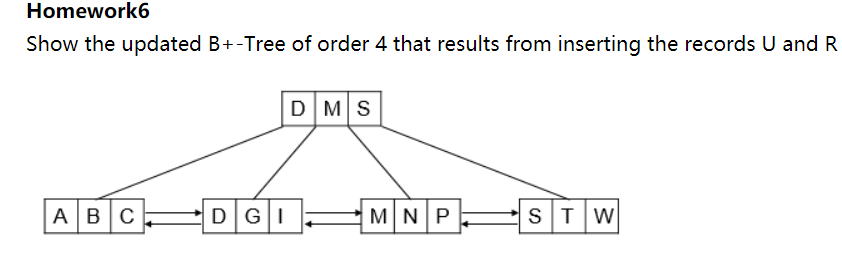 Homework6
Show the updated B+-Tree of order 4 that results from inserting the records U and R
D M S
A B C D G I M N P S T W